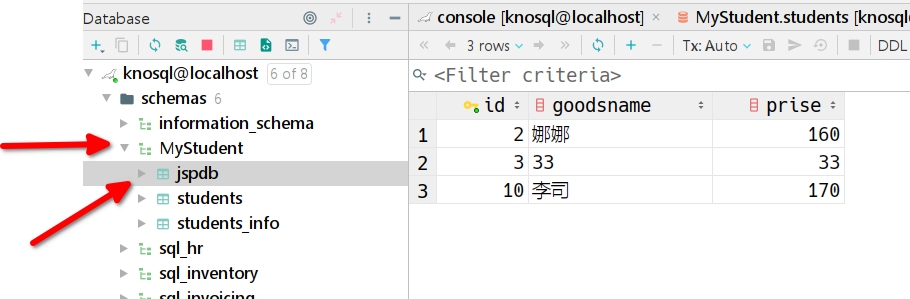 Database
knosql@localhost 6 of 8
schemas 6
information_schema
MyStudent
jspdb
students
students_info
sql_hr
sql_inventory
sql_invoicing
console [knosql@localhost] × MyStudent.students [knosql
3 rows Tx: Auto DDL
<Filter criteria>
id goodsname prise
1 2 娜娜 160
2 3 33 33
3 10 李司 170